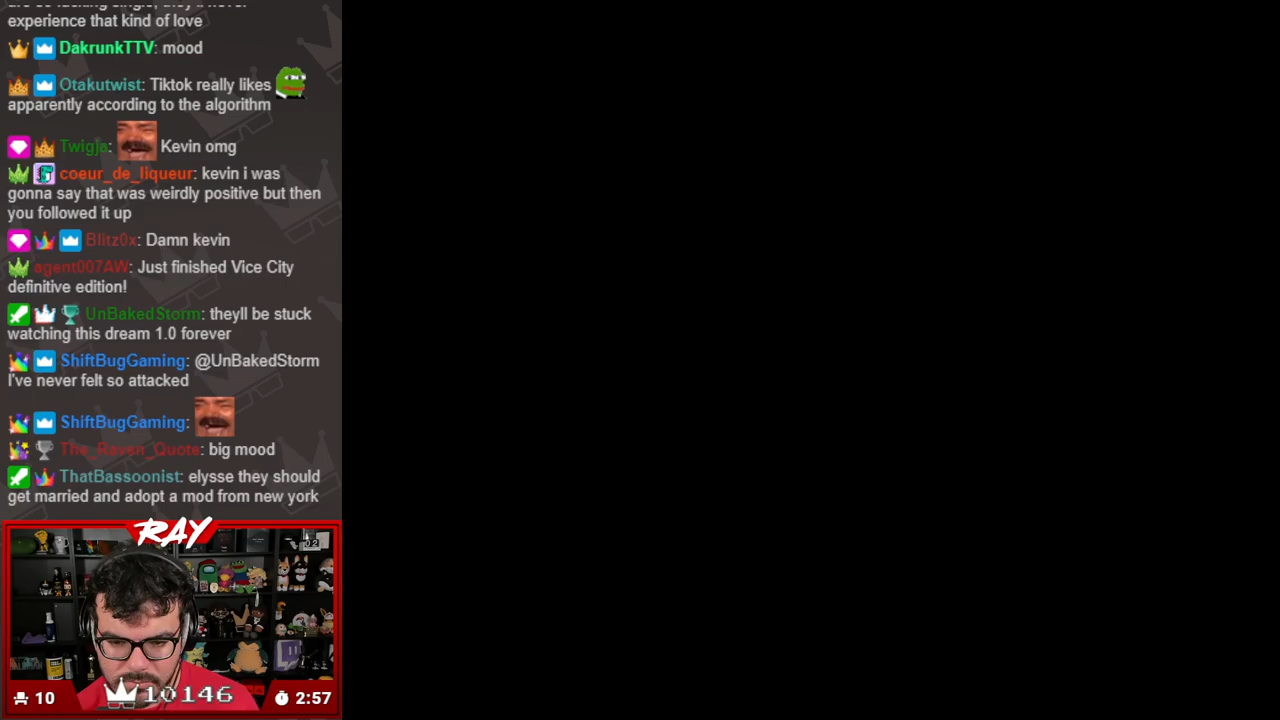 experience that kind of love
DakrunkTTV: mood
Otakutwist: Tiktok really likes
apparently according to the algorithm
Twigja: Kevin omg
coeur_de_liqueur: kevin i was
gonna say that was weirdly positive but then
you followed it up
Blitz0x: Damn kevin
agent007AW: Just finished Vice City
definitive edition!
UnBakedStorm: theyll be stuck
watching this dream 1.0 forever
ShiftBugGaming: @UnBakedStorm
I've never felt so attacked
ShiftBugGaming:
The_Raven_Quote: big mood
ThatBassoonist: elysse they should
get married and adopt a mod from new york
RAY
10 10146 2:57